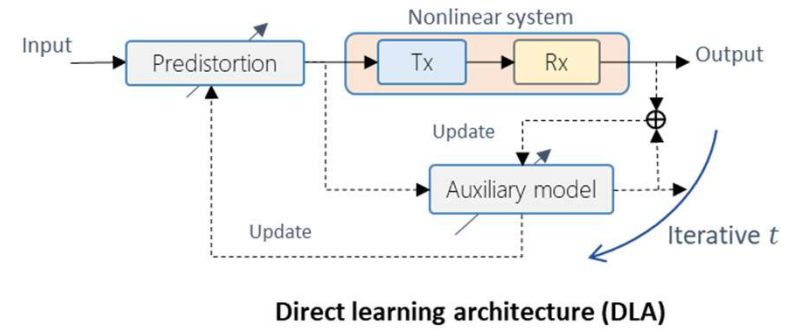 Nonlinear system
Input
Predistortion
Tx
Rx
Output
Update
Auxiliary model
Update
Iterative t
Direct learning architecture (DLA)